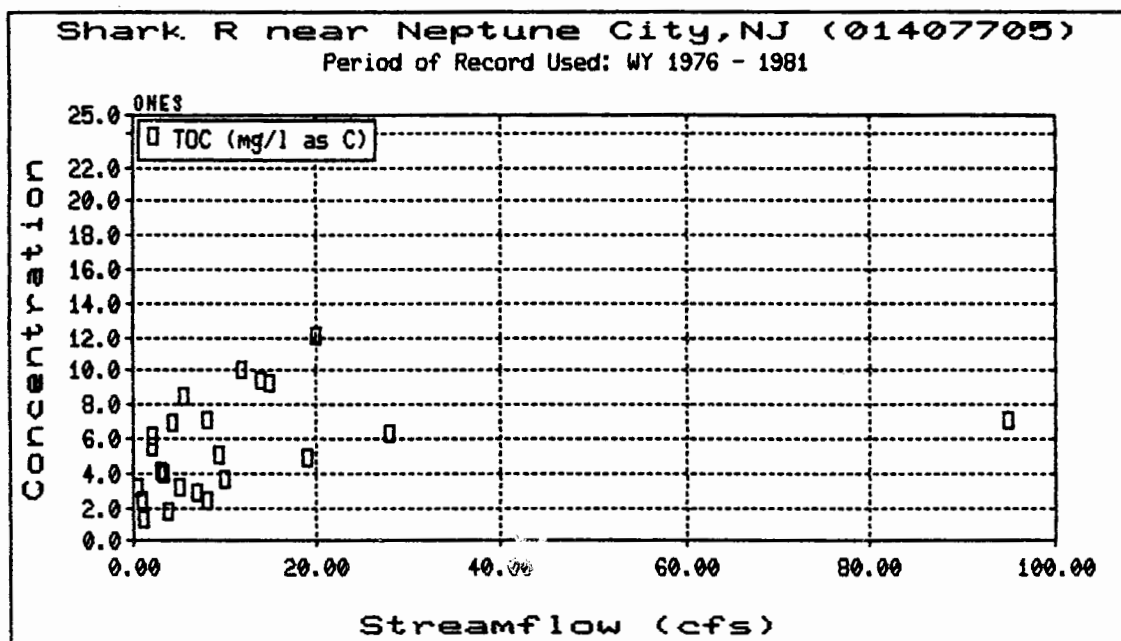 Shark R near Neptune City,NJ (01407705)
Period of Record Used: WY 1976 - 1981
ONES
TOC (mg/l as C)
25.0
22.0
20.0
18.0
16.0
14.0
12.0
10.0
8.0
6.0
4.0
2.0
0.0
Concentration
0.00 20.00 40.00 60.00 80.00 100.00
Streamflow (cfs)